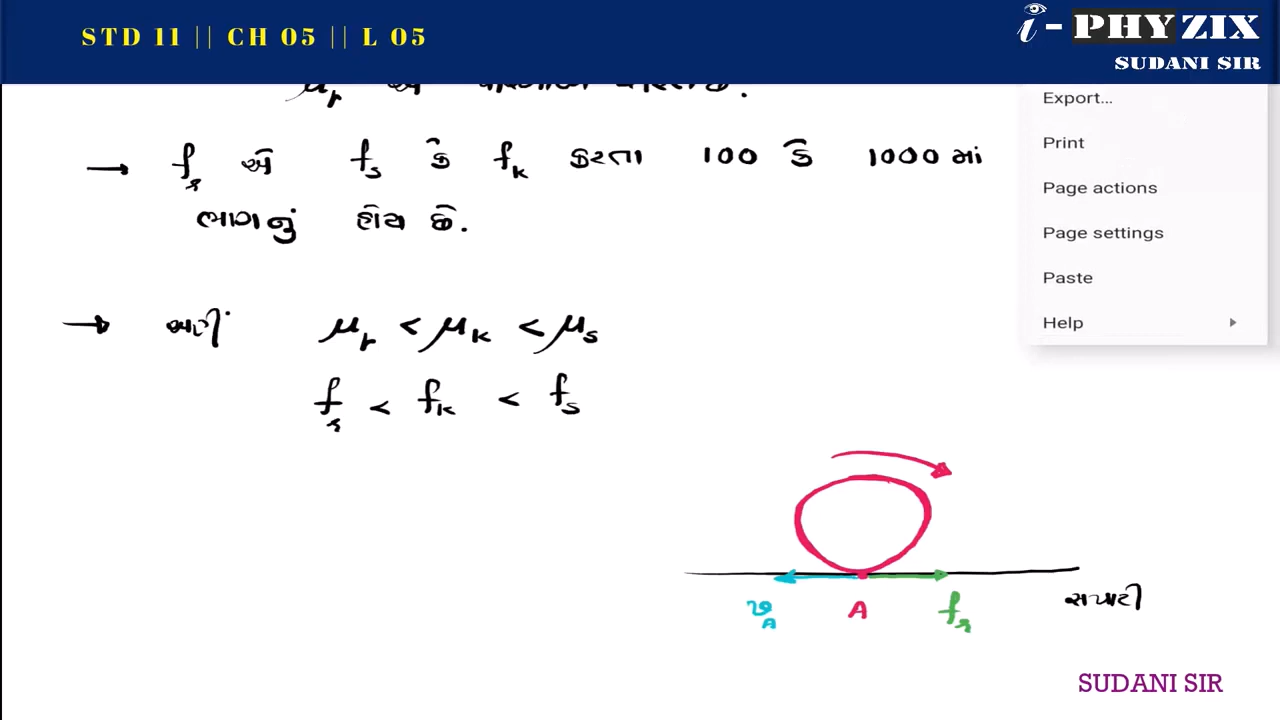 STD 11 || CH 05 || L 05
i - PHYZIX
SUDANI SIR
μr એ
Export...
Print
Page actions
Page settings
Paste
Help
→ fr એ fs કે fk કરતા 100 કે 1000 માં
ભાગનું હોય છે.
→ અહીં μr < μk < μs
fr < fk < fs
vA A fr
સપાટી
SUDANI SIR